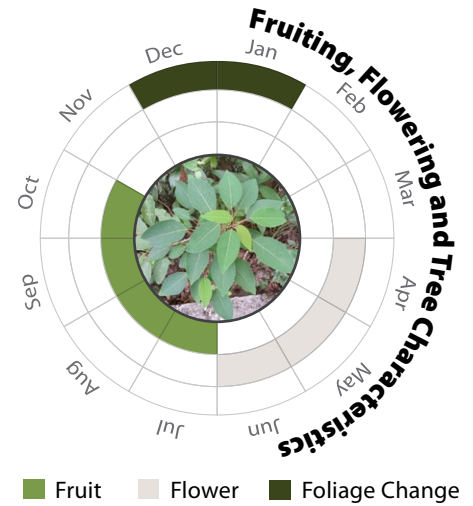 Fruiting, Flowering and Tree Characteristics
Jan
Feb
Mar
Apr
May
Jun
Jul
Aug
Sep
Oct
Nov
Dec
Fruit
Flower
Foliage Change